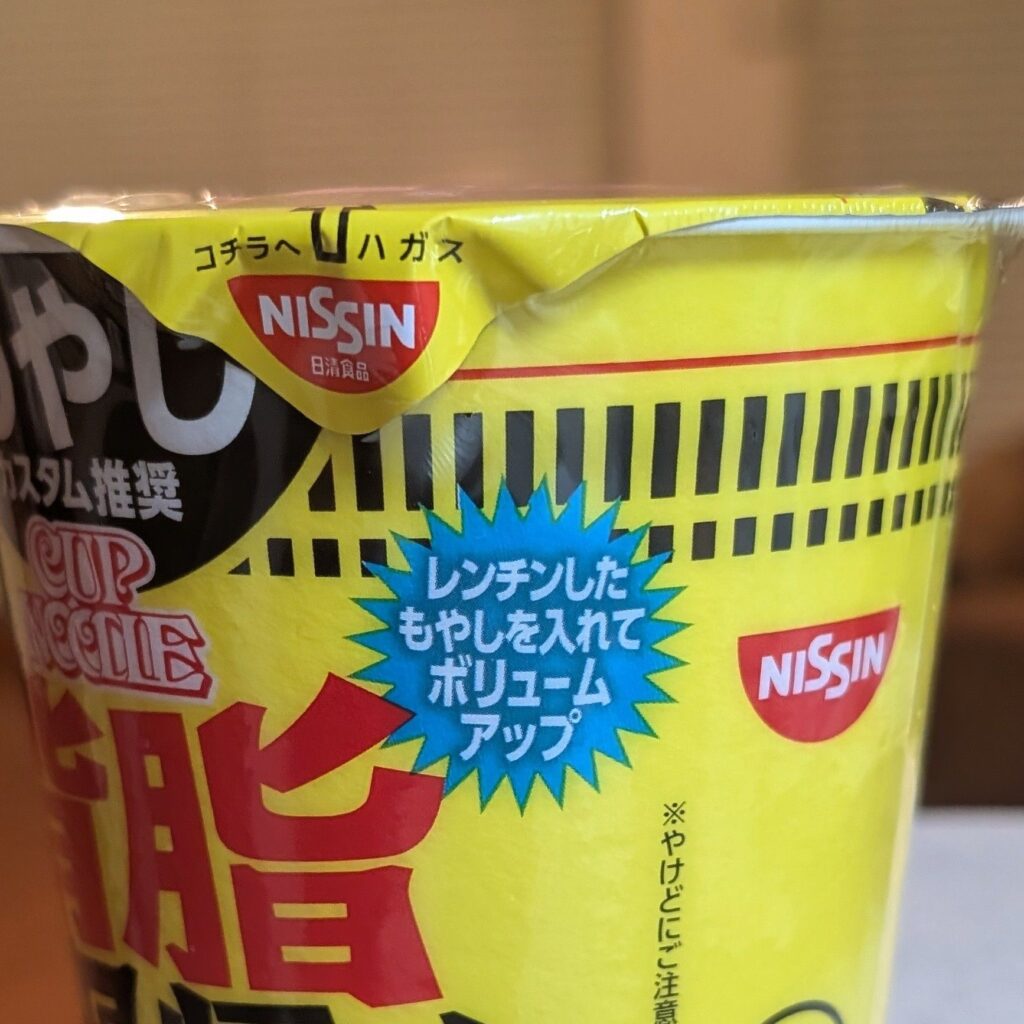 コチラヘ ハガス
NISSIN
日清食品
もやし
カスタム推奨
CUP
NOODLE
レンチンした
もやしを入れて
ボリューム
アップ
NISSIN
脂
※やけどにご注意